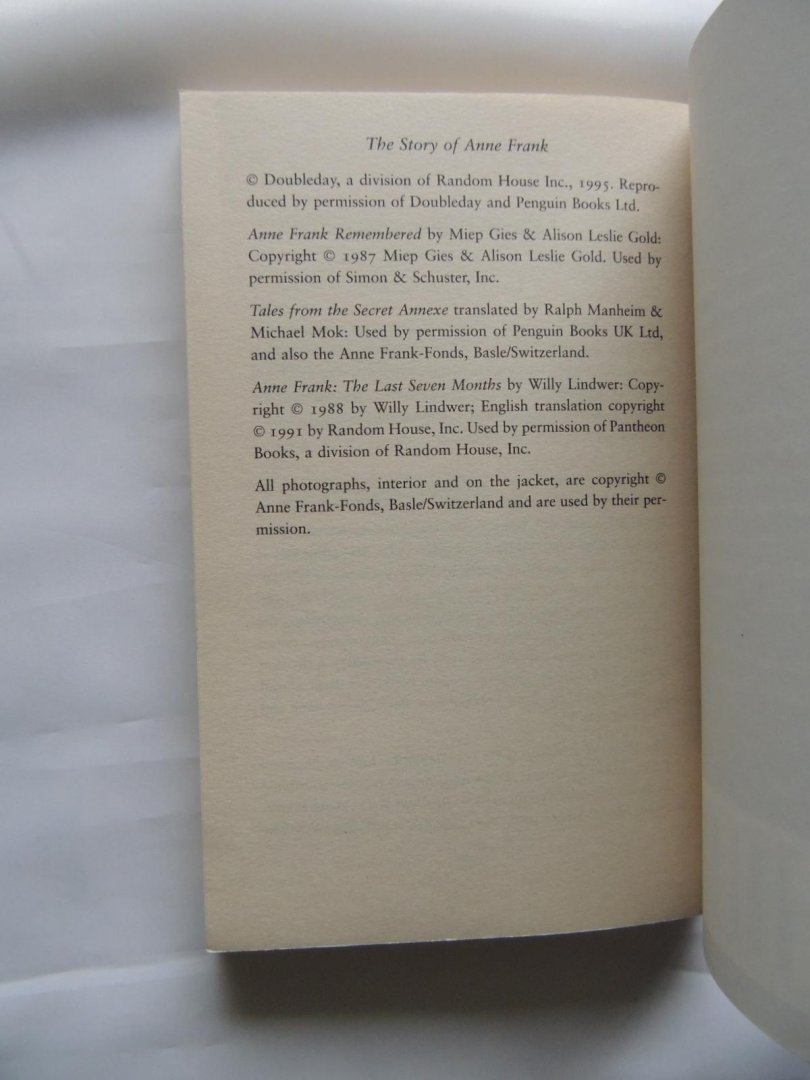 The Story of Anne Frank
© Doubleday, a division of Random House Inc., 1995. Repro-
duced by permission of Doubleday and Penguin Books Ltd.
Anne Frank Remembered by Miep Gies & Alison Leslie Gold:
Copyright © 1987 Miep Gies & Alison Leslie Gold. Used by
permission of Simon & Schuster, Inc.
Tales from the Secret Annexe translated by Ralph Manheim &
Michael Mok: Used by permission of Penguin Books UK Ltd,
and also the Anne Frank-Fonds, Basle/Switzerland.
Anne Frank: The Last Seven Months by Willy Lindwer: Copy-
right © 1988 by Willy Lindwer; English translation copyright
© 1991 by Random House, Inc. Used by permission of Pantheon
Books, a division of Random House, Inc.
All photographs, interior and on the jacket, are copyright ©
Anne Frank-Fonds, Basle/Switzerland and are used by their per-
mission.